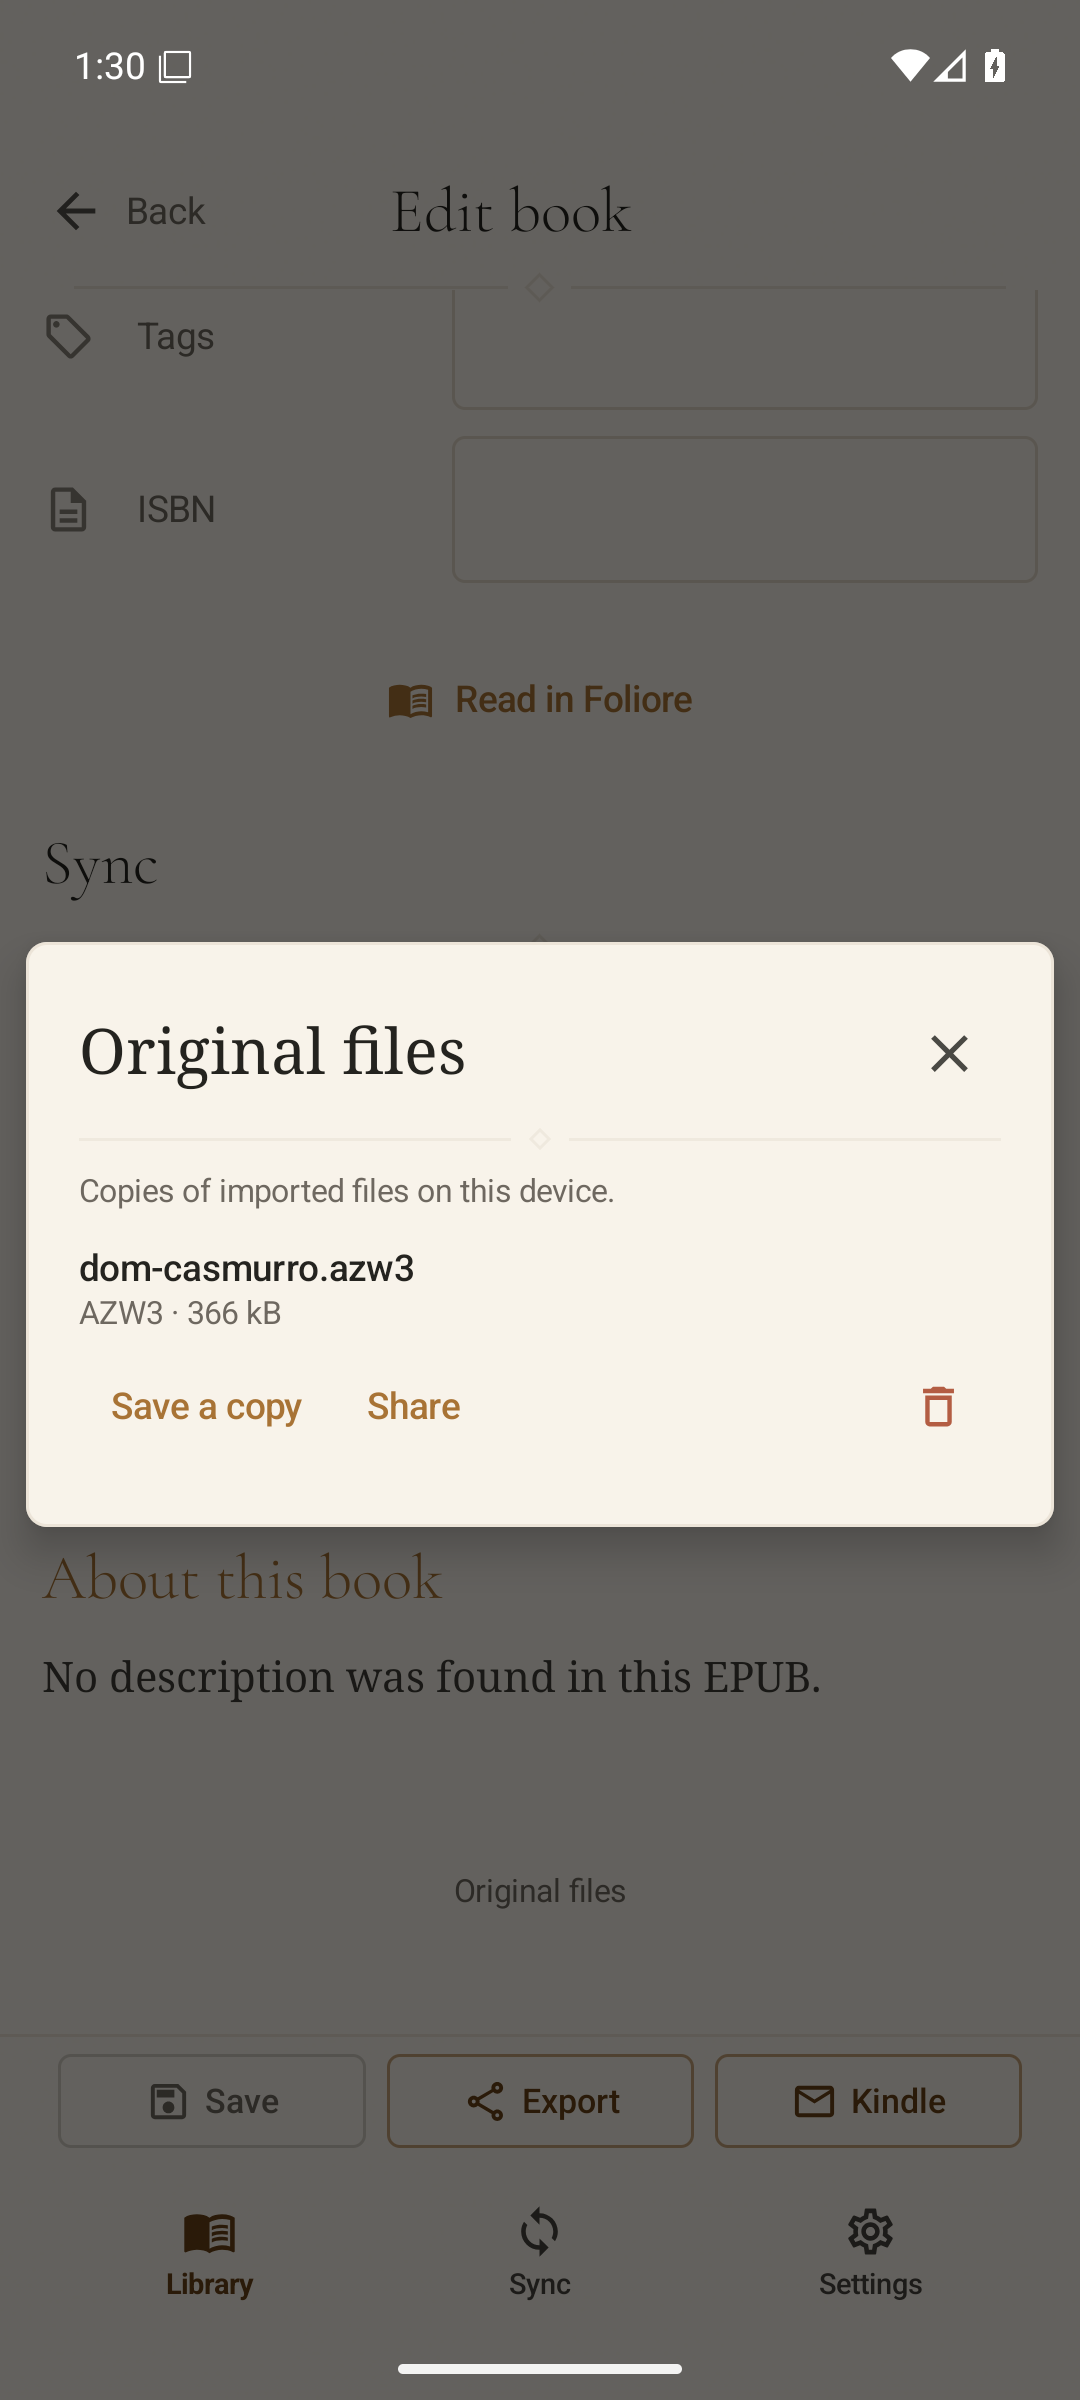 1:30
Back
Edit book
Tags
ISBN
Read in Foliore
Sync
Original files
Copies of imported files on this device.
dom-casmurro.azw3
AZW3 · 366 kB
Save a copy
Share
About this book
No description was found in this EPUB.
Original files
Save
Export
Kindle
Library
Sync
Settings